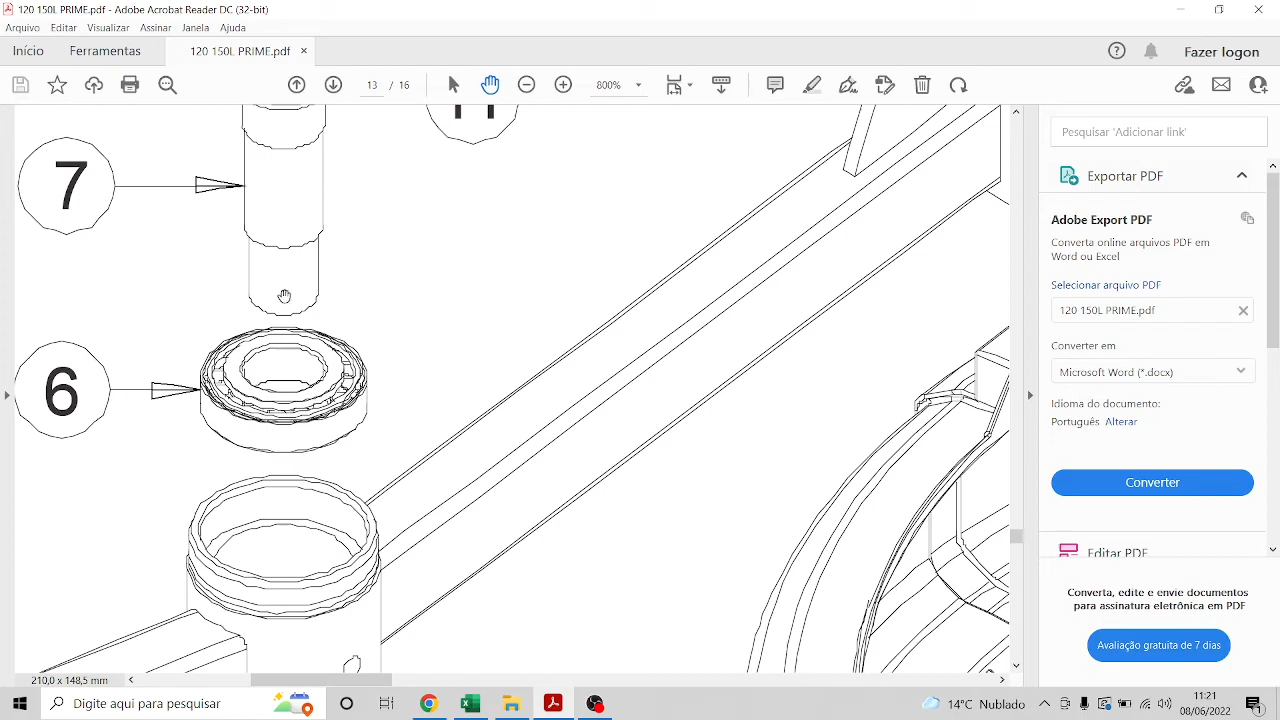 120 150L PRIME.pdf - Adobe Acrobat Reader DC (32-bit)
Arquivo Editar Visualizar Assinar Janela Ajuda
Início Ferramentas 120 150L PRIME.pdf × Fazer logon
13 / 16 800%
Pesquisar 'Adicionar link'
7
Exportar PDF
Adobe Export PDF
Converta online arquivos PDF em
Word ou Excel
Selecionar arquivo PDF
120 150L PRIME.pdf
Converter em
Microsoft Word (*.docx)
6
Idioma do documento:
Português Alterar
Converter
Editar PDF
Converta, edite e envie documentos
para assinatura eletrônica em PDF
Avaliação gratuita de 7 dias
210,0 x 148,5 mm
Digite aqui para pesquisar
14°C Nublado
11:21
08/06/2022
1